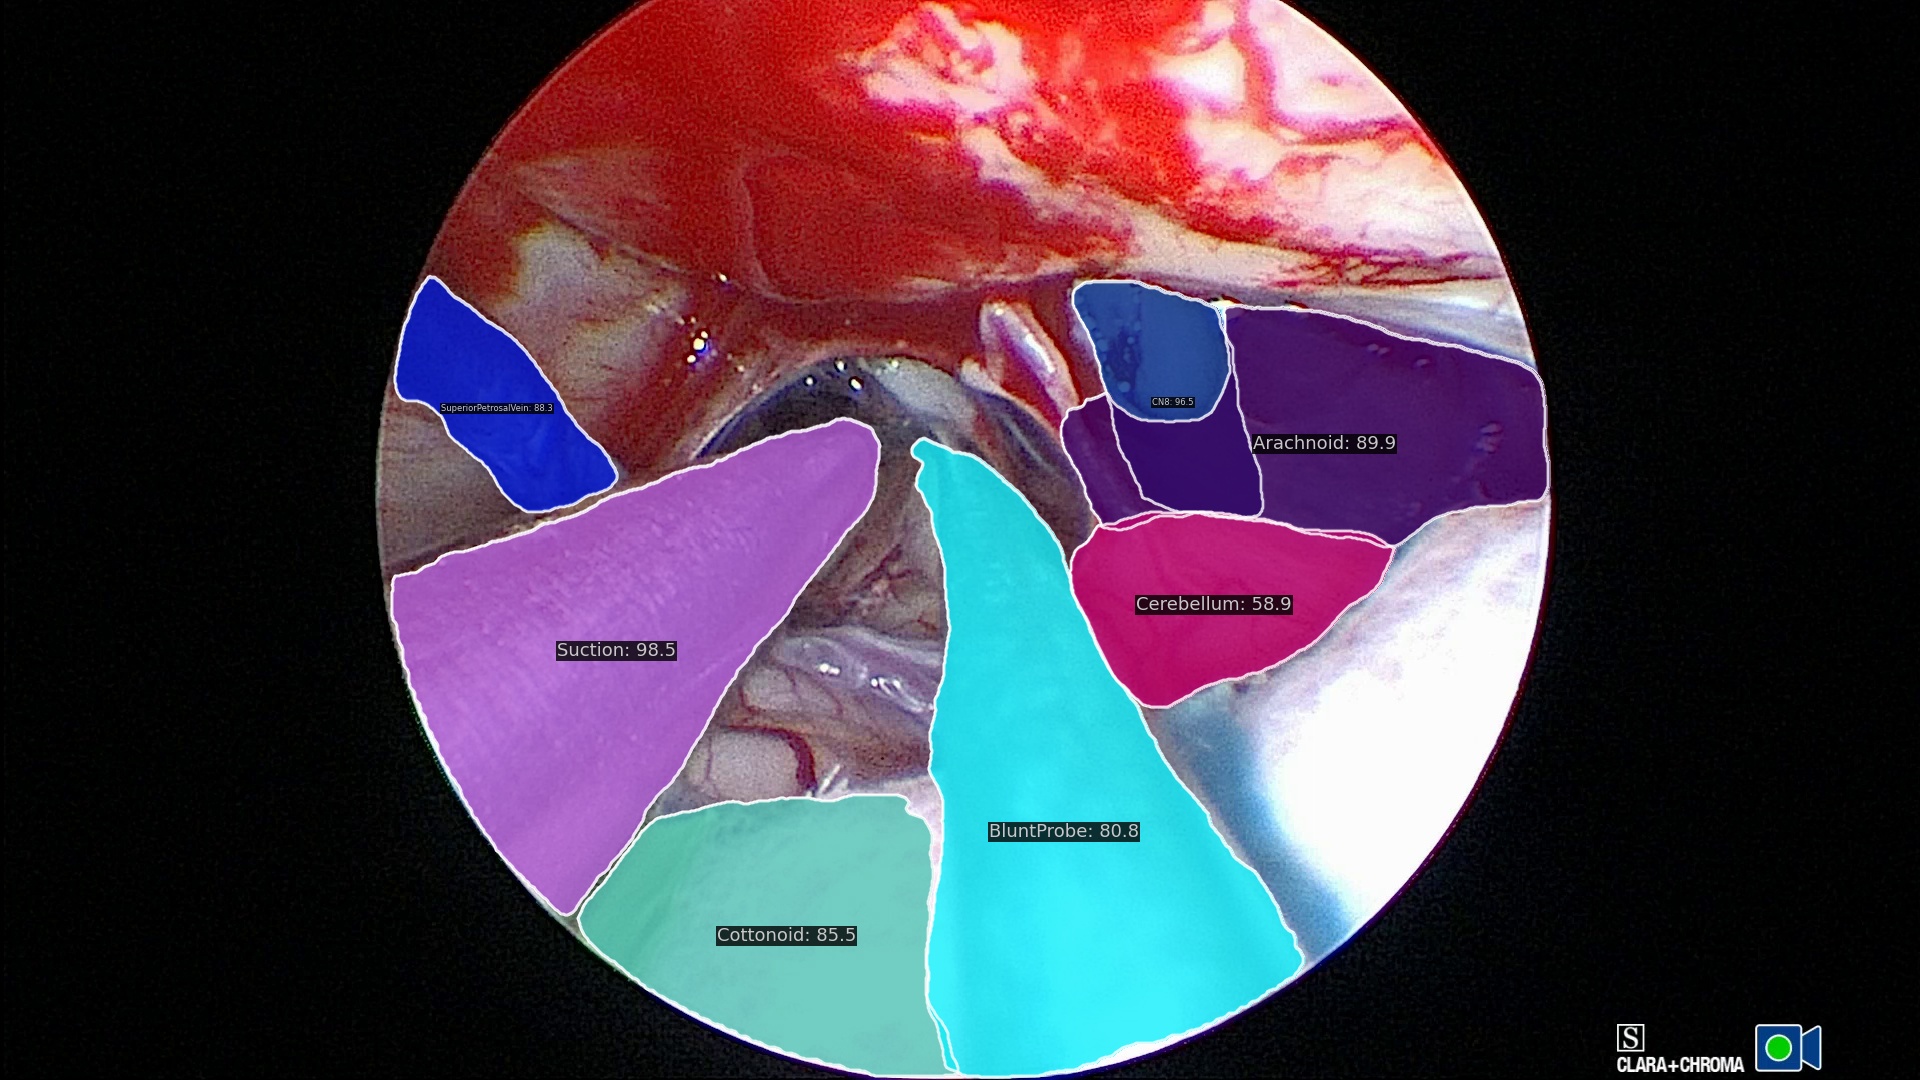 SuperiorPetrosalVein: 88.3
CN8: 96.5
Arachnoid: 89.9
Cerebellum: 58.9
Suction: 98.5
BluntProbe: 80.8
Cottonoid: 85.5
S
CLARA+CHROMA